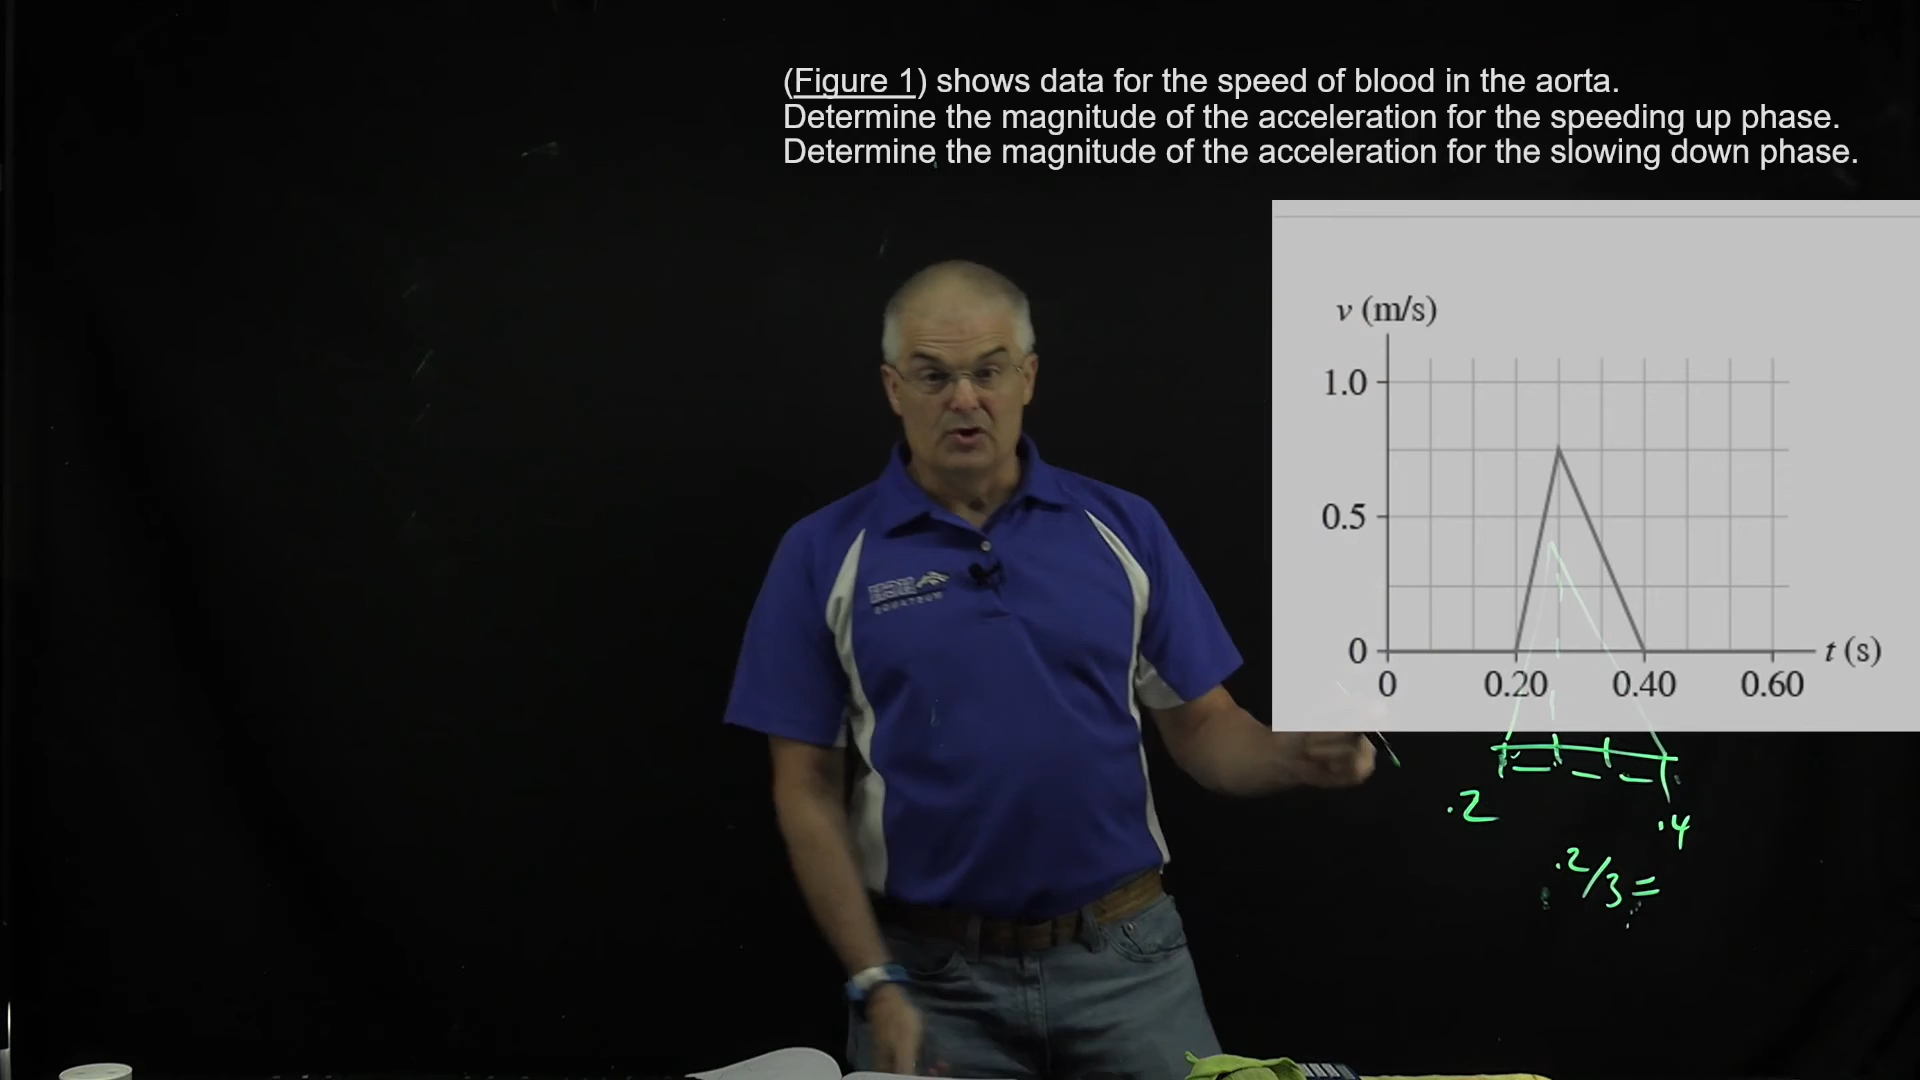 (Figure 1) shows data for the speed of blood in the aorta.
Determine the magnitude of the acceleration for the speeding up phase.
Determine the magnitude of the acceleration for the slowing down phase.
v (m/s)
1.0
0.5
0
t (s)
0 0.20 0.40 0.60
.2
.4
.2/3=